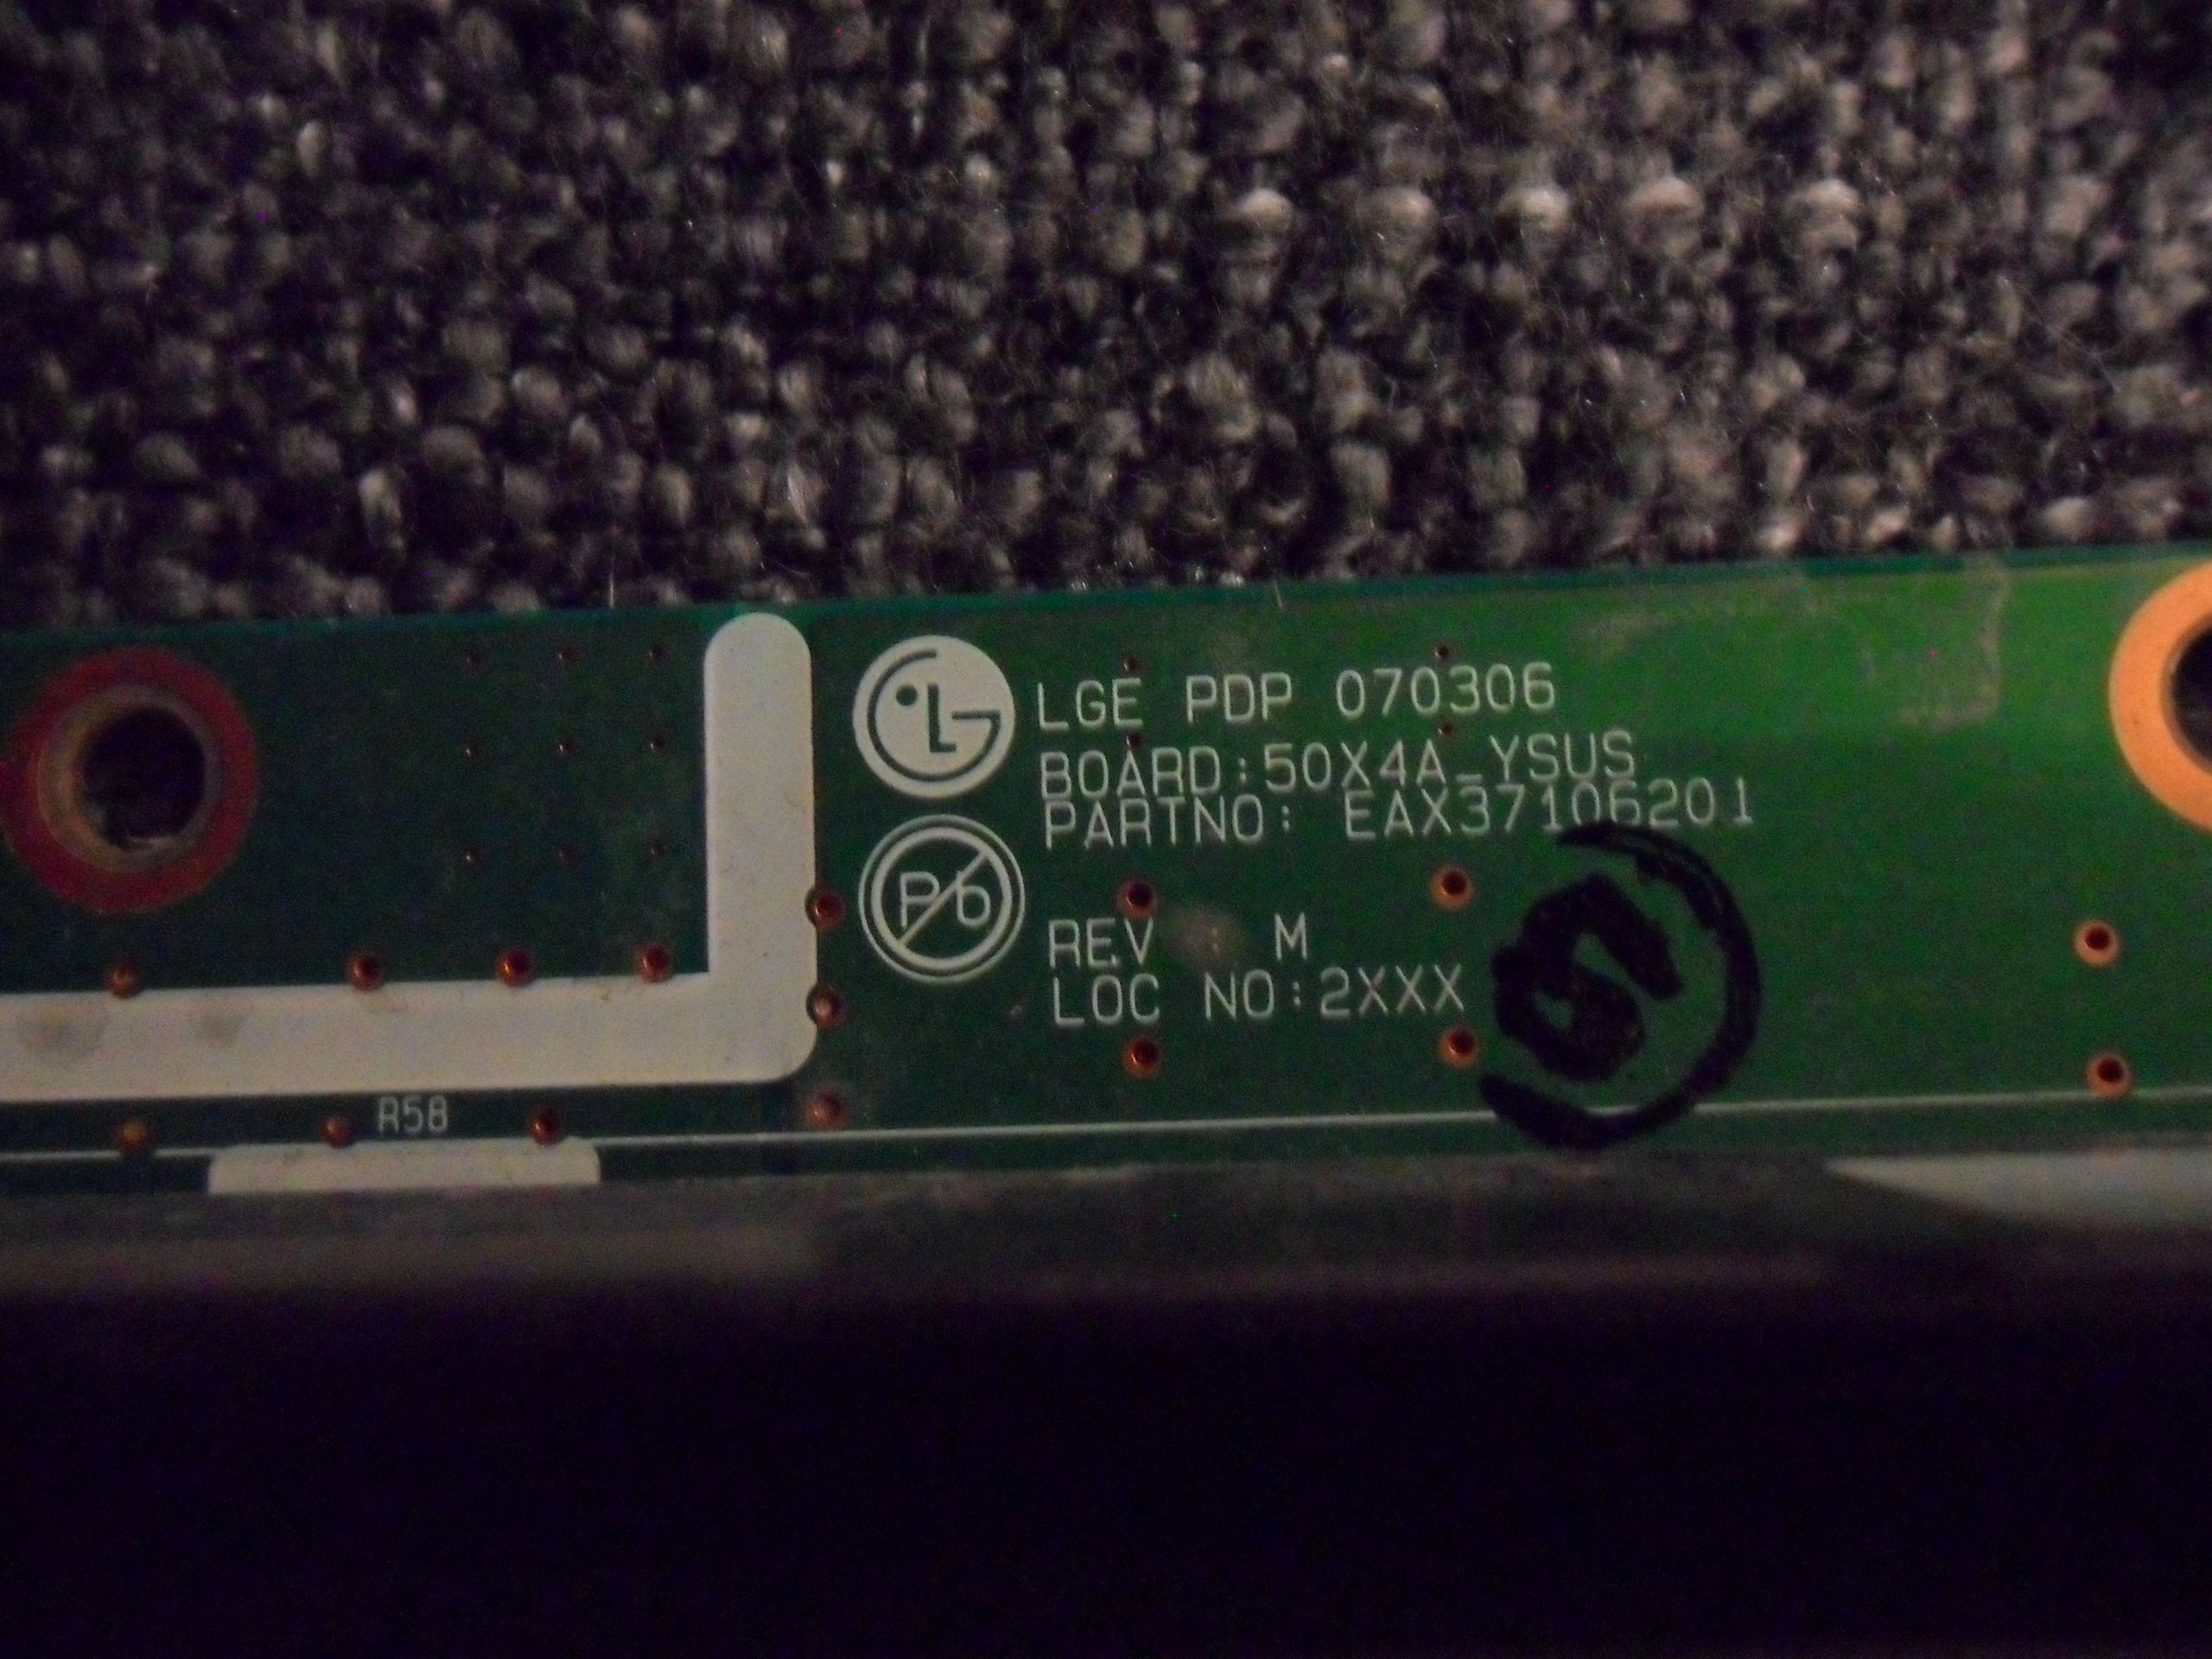 LG
LGE PDP 070306
BOARD:50X4A_YSUS
PARTNO: EAX37106201
Pb
REV : M
LOC NO:2XXX
R58